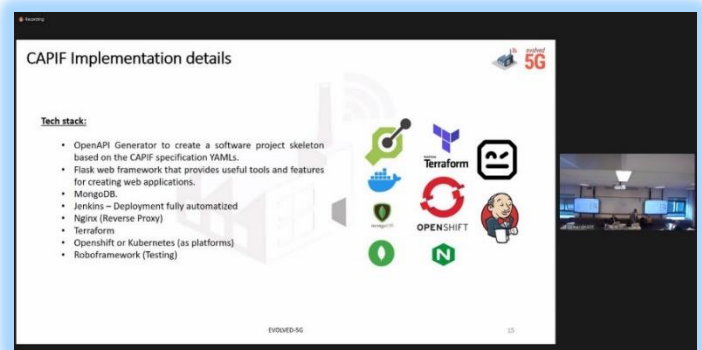 Recording
CAPIF Implementation details
evolved
5G
Tech stack:
• OpenAPI Generator to create a software project skeleton
based on the CAPIF specification YAMLs.
• Flask web framework that provides useful tools and features
for creating web applications.
• MongoDB.
• Jenkins – Deployment fully automatized
• Nginx (Reverse Proxy)
• Terraform
• Openshift or Kubernetes (as platforms)
• Roboframework (Testing)
Terraform
OPENSHIFT
N
EVOLVED-5G
15